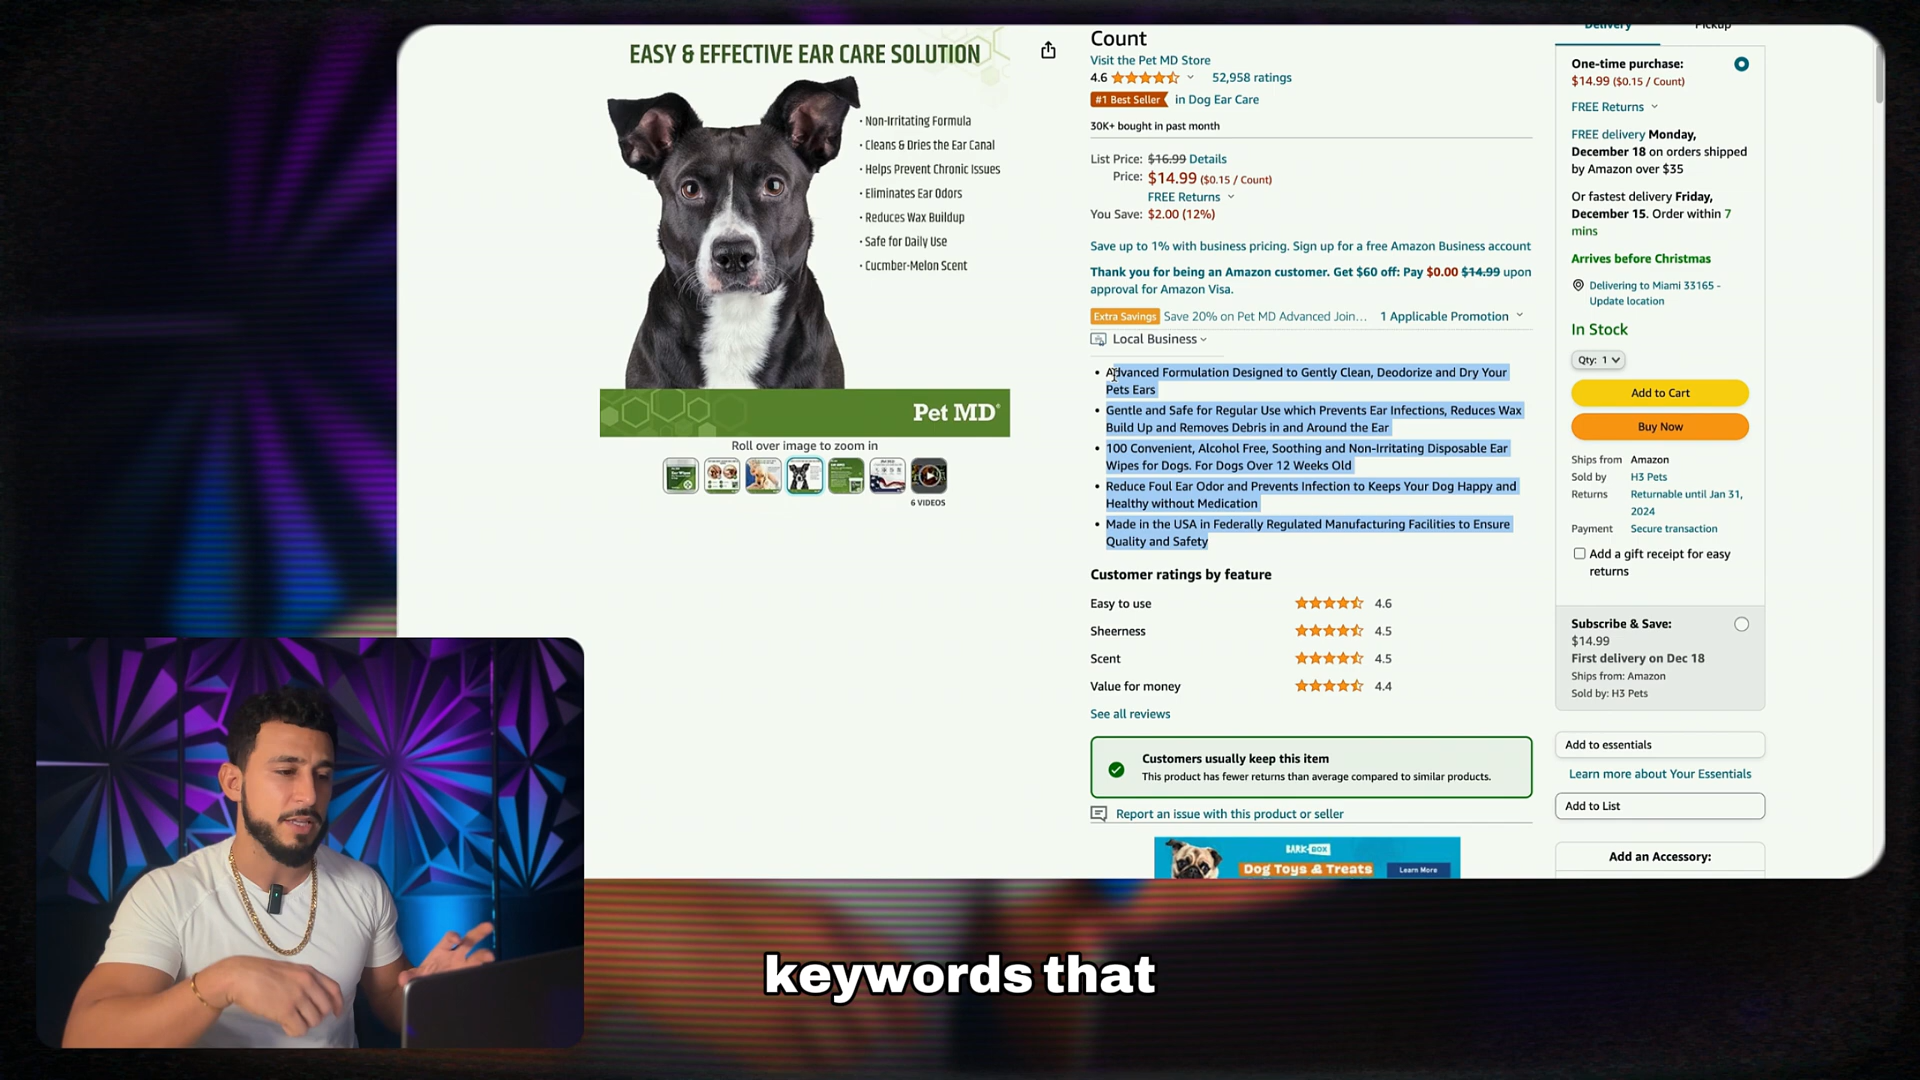 EASY & EFFECTIVE EAR CARE SOLUTION
· Non-Irritating Formula
· Cleans & Dries the Ear Canal
· Helps Prevent Chronic Issues
· Eliminates Ear Odors
· Reduces Wax Buildup
· Safe for Daily Use
· Cucmber-Melon Scent
Pet MD®
Roll over image to zoom in
6 VIDEOS
Count
Visit the Pet MD Store
4.6 52,958 ratings
#1 Best Seller in Dog Ear Care
30K+ bought in past month
List Price: $16.99 Details
Price: $14.99 ($0.15 / Count)
FREE Returns
You Save: $2.00 (12%)
Save up to 1% with business pricing. Sign up for a free Amazon Business account
Thank you for being an Amazon customer. Get $60 off: Pay $0.00 $14.99 upon
approval for Amazon Visa.
Extra Savings Save 20% on Pet MD Advanced Join... 1 Applicable Promotion
Local Business
• Advanced Formulation Designed to Gently Clean, Deodorize and Dry Your
Pets Ears
• Gentle and Safe for Regular Use which Prevents Ear Infections, Reduces Wax
Build Up and Removes Debris in and Around the Ear
• 100 Convenient, Alcohol Free, Soothing and Non-Irritating Disposable Ear
Wipes for Dogs. For Dogs Over 12 Weeks Old
• Reduce Foul Ear Odor and Prevents Infection to Keeps Your Dog Happy and
Healthy without Medication
• Made in the USA in Federally Regulated Manufacturing Facilities to Ensure
Quality and Safety
Customer ratings by feature
Easy to use 4.6
Sheerness 4.5
Scent 4.5
Value for money 4.4
See all reviews
Customers usually keep this item
This product has fewer returns than average compared to similar products.
Report an issue with this product or seller
BARK BOX
Dog Toys & Treats
Learn More
Delivery Pickup
One-time purchase:
$14.99 ($0.15 / Count)
FREE Returns
FREE delivery Monday,
December 18 on orders shipped
by Amazon over $35
Or fastest delivery Friday,
December 15. Order within 7
mins
Arrives before Christmas
Delivering to Miami 33165 -
Update location
In Stock
Qty: 1
Add to Cart
Buy Now
Ships from Amazon
Sold by H3 Pets
Returns Returnable until Jan 31,
2024
Payment Secure transaction
Add a gift receipt for easy
returns
Subscribe & Save:
$14.99
First delivery on Dec 18
Ships from: Amazon
Sold by: H3 Pets
Add to essentials
Learn more about Your Essentials
Add to List
Add an Accessory:
keywords that